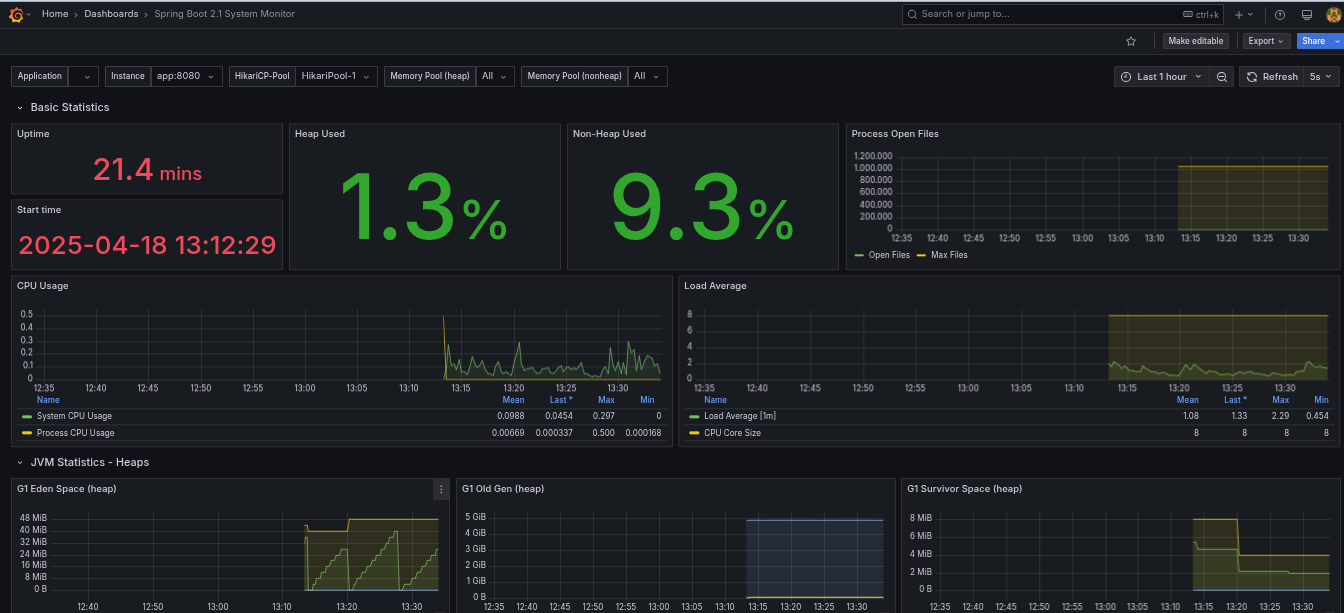 Home › Dashboards › Spring Boot 2.1 System Monitor
Search or jump to... ctrl+k
Make editable Export Share
Application Instance app:8080 HikariCP-Pool HikariPool-1 Memory Pool (heap) All Memory Pool (nonheap) All Last 1 hour Refresh 5s
Basic Statistics
Uptime
21.4 mins
Start time
2025-04-18 13:12:29
Heap Used
1.3%
Non-Heap Used
9.3%
Process Open Files
1.200.000
1.000.000
800.000
600.000
400.000
200.000
0
12:35 12:40 12:45 12:50 12:55 13:00 13:05 13:10 13:15 13:20 13:25 13:30
Open Files Max Files
CPU Usage
0.5
0.4
0.3
0.2
0.1
0
12:35 12:40 12:45 12:50 12:55 13:00 13:05 13:10 13:15 13:20 13:25 13:30
Name Mean Last * Max Min
System CPU Usage 0.0988 0.0454 0.297 0
Process CPU Usage 0.00669 0.000337 0.500 0.000168
Load Average
8
6
4
2
0
12:35 12:40 12:45 12:50 12:55 13:00 13:05 13:10 13:15 13:20 13:25 13:30
Name Mean Last * Max Min
Load Average [1m] 1.08 1.33 2.29 0.454
CPU Core Size 8 8 8 8
JVM Statistics - Heaps
G1 Eden Space (heap)
48 MiB
40 MiB
32 MiB
24 MiB
16 MiB
8 MiB
0 B
12:40 12:50 13:00 13:10 13:20 13:30
G1 Old Gen (heap)
5 GiB
4 GiB
3 GiB
2 GiB
1 GiB
0 B
12:35 12:40 12:45 12:50 12:55 13:00 13:05 13:10 13:15 13:20 13:25 13:30
G1 Survivor Space (heap)
8 MiB
6 MiB
4 MiB
2 MiB
0 B
12:35 12:40 12:45 12:50 12:55 13:00 13:05 13:10 13:15 13:20 13:25 13:30